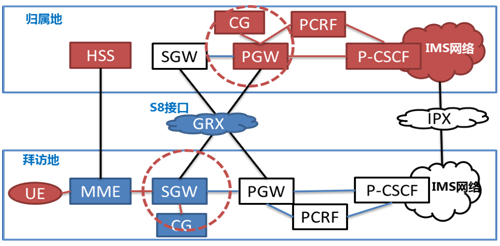 归属地
CG
PCRF
HSS
SGW
PGW
P-CSCF
IMS网络
S8接口
GRX
IPX
拜访地
UE
MME
SGW
PGW
P-CSCF
IMS网络
CG
PCRF